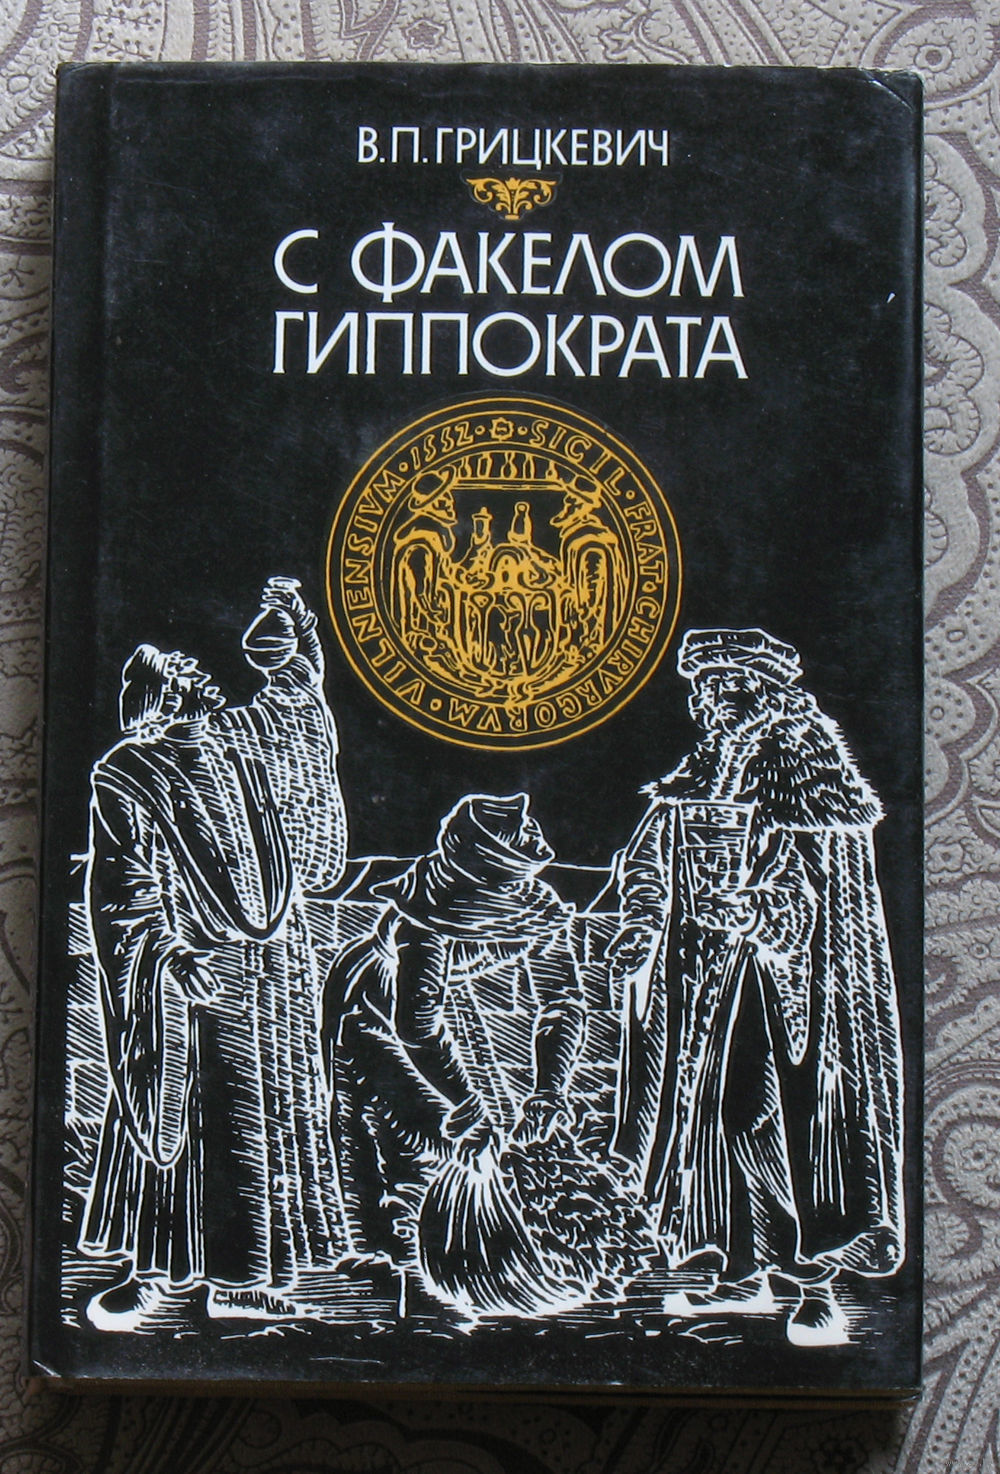 В.П.ГРИЦКЕВИЧ
С ФАКЕЛОМ
ГИППОКРАТА
·1552· ·SIGIL·FRAT·CHIRVRGORVM·VILNENSIVM